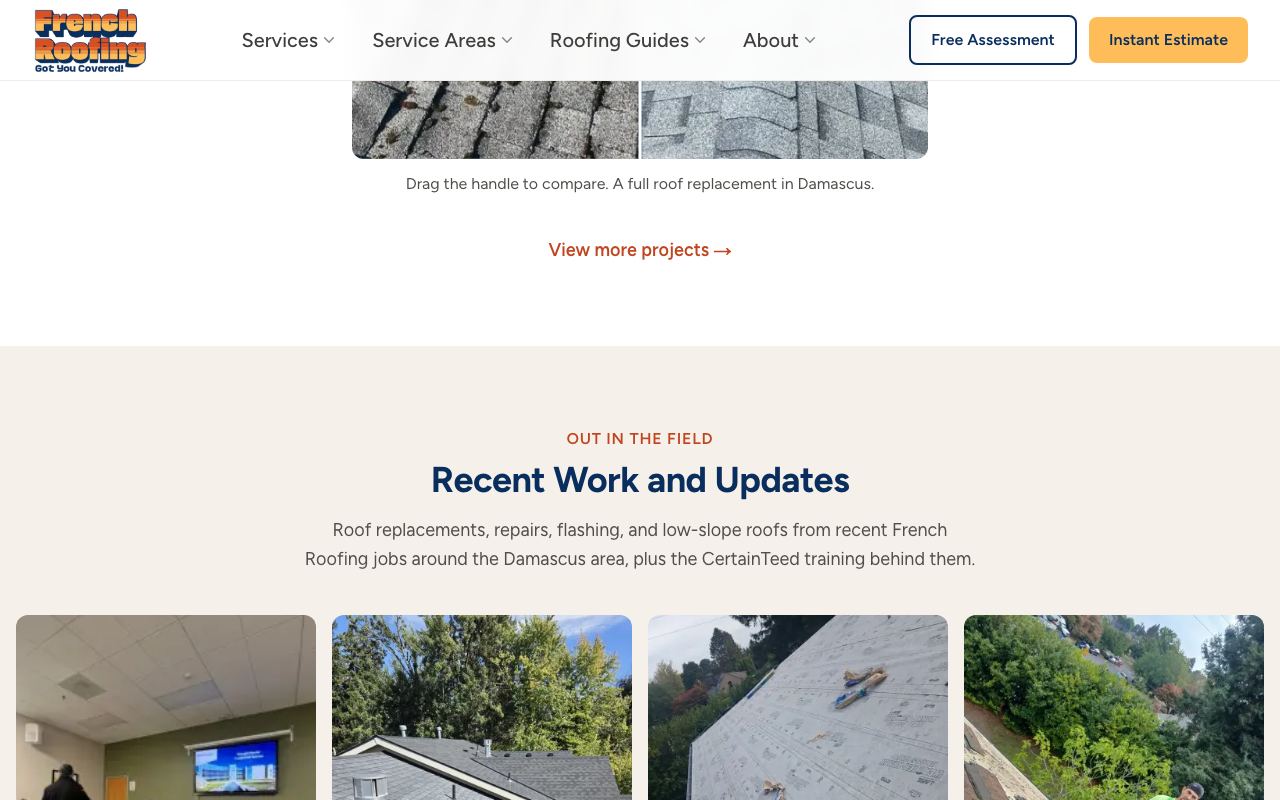 French
Roofing
Got You Covered!
Services
Service Areas
Roofing Guides
About
Free Assessment
Instant Estimate
Drag the handle to compare. A full roof replacement in Damascus.
View more projects →
OUT IN THE FIELD
Recent Work and Updates
Roof replacements, repairs, flashing, and low-slope roofs from recent French
Roofing jobs around the Damascus area, plus the CertainTeed training behind them.